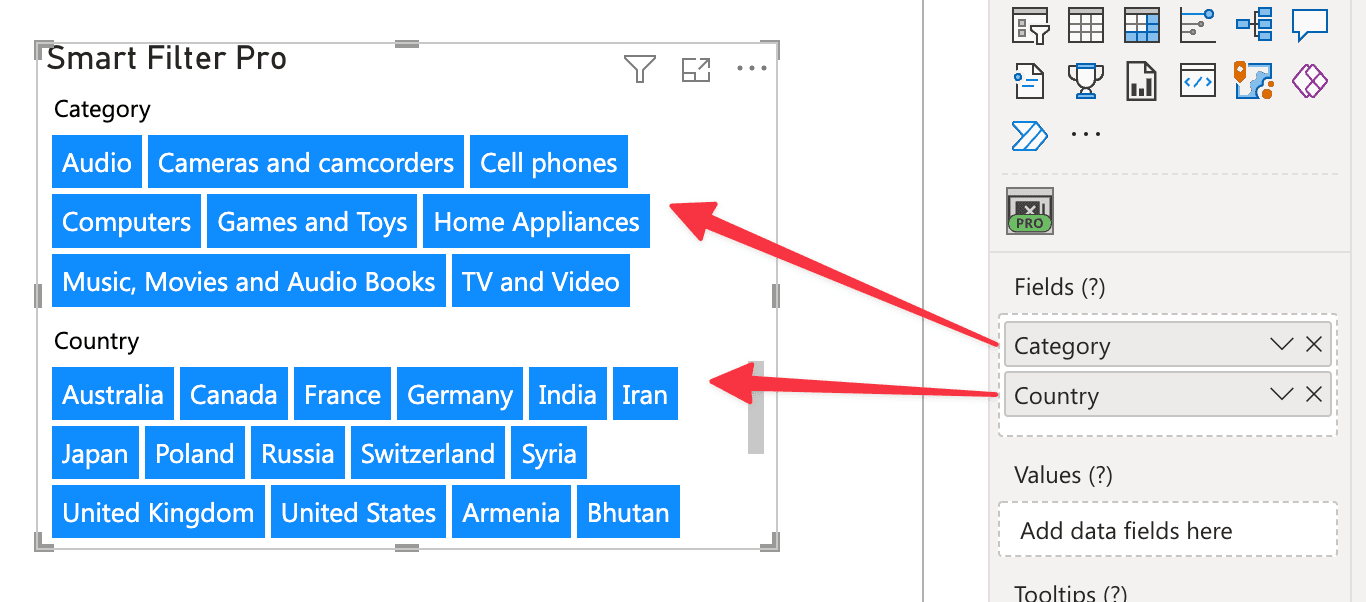 Smart Filter Pro
Category
Audio Cameras and camcorders Cell phones
Computers Games and Toys Home Appliances
Music, Movies and Audio Books TV and Video
Country
Australia Canada France Germany India Iran
Japan Poland Russia Switzerland Syria
United Kingdom United States Armenia Bhutan
PRO
Fields (?)
Category
Country
Values (?)
Add data fields here
Tooltips (?)